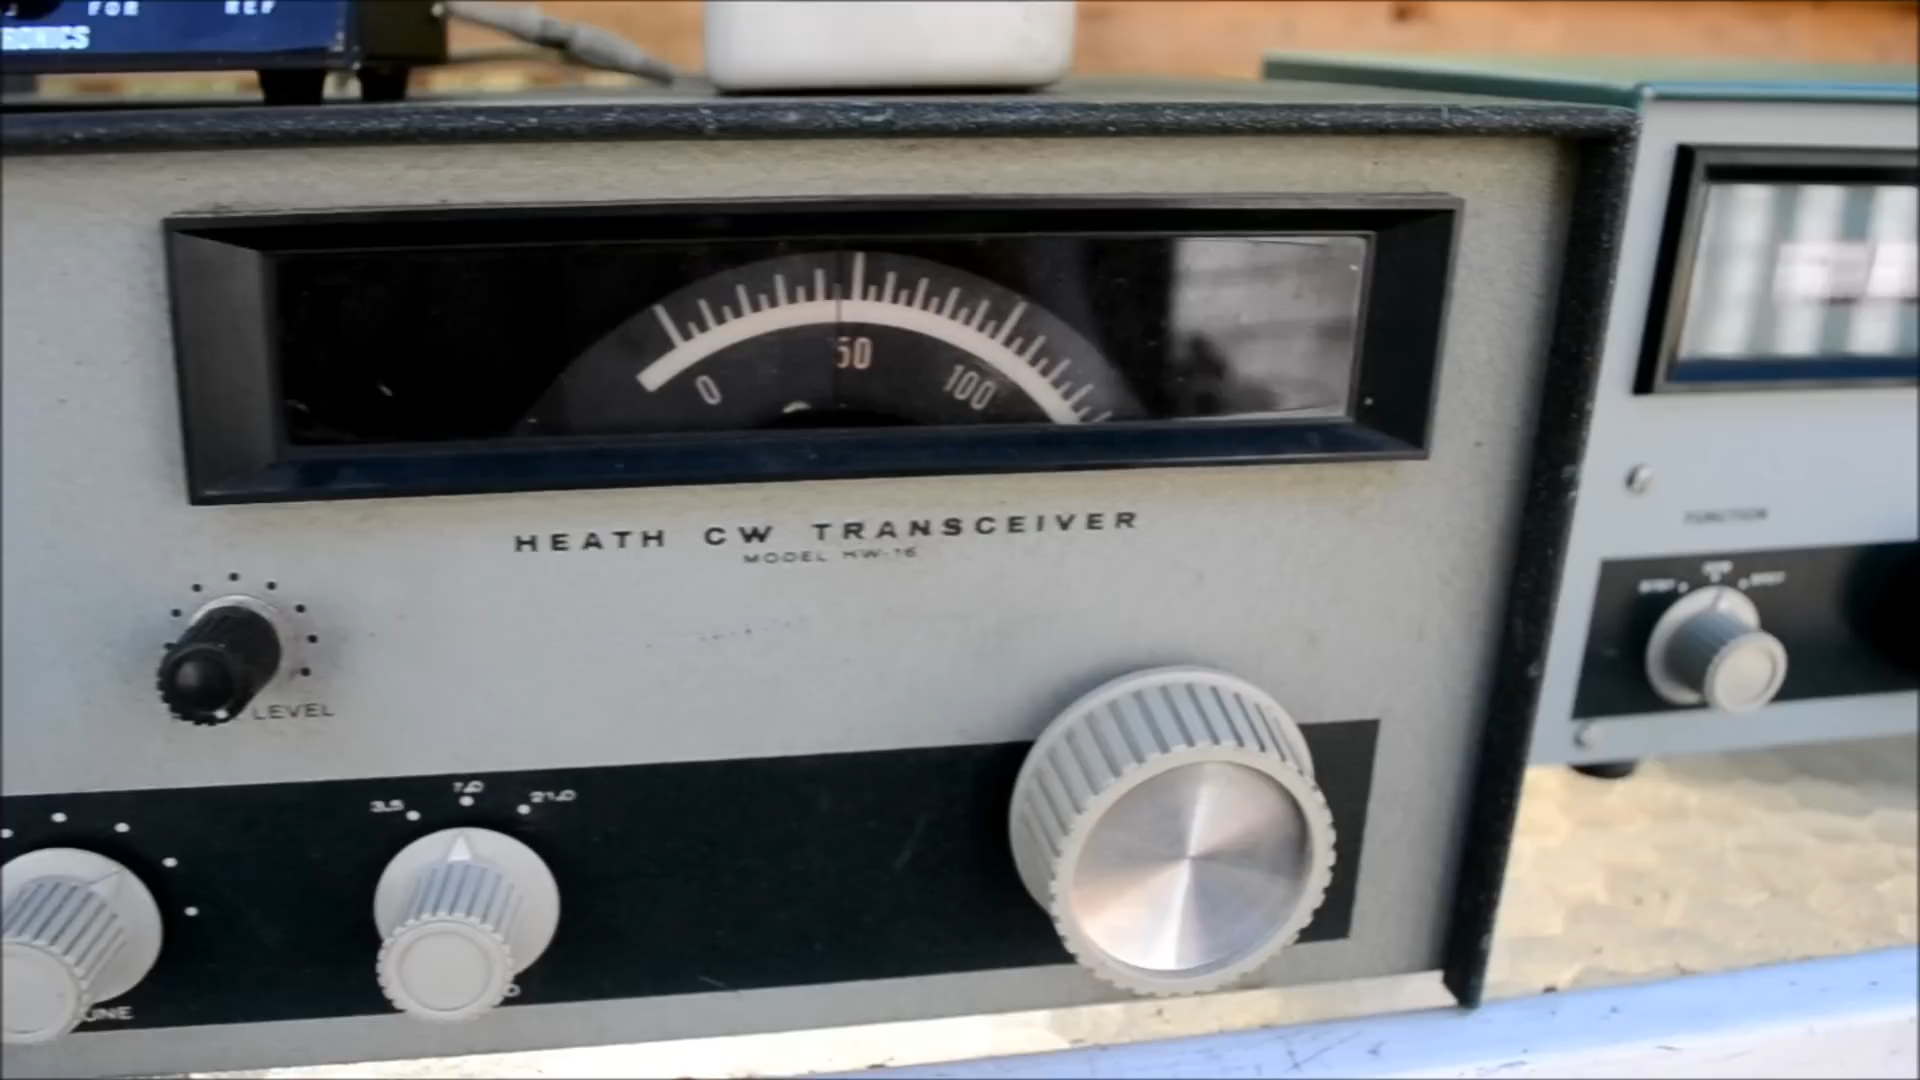 FOR REF
RONICS
0 50 100
HEATH CW TRANSCEIVER
MODEL HW-16
FUNCTION
LEVEL
3.5 7.0 21.0
UNE